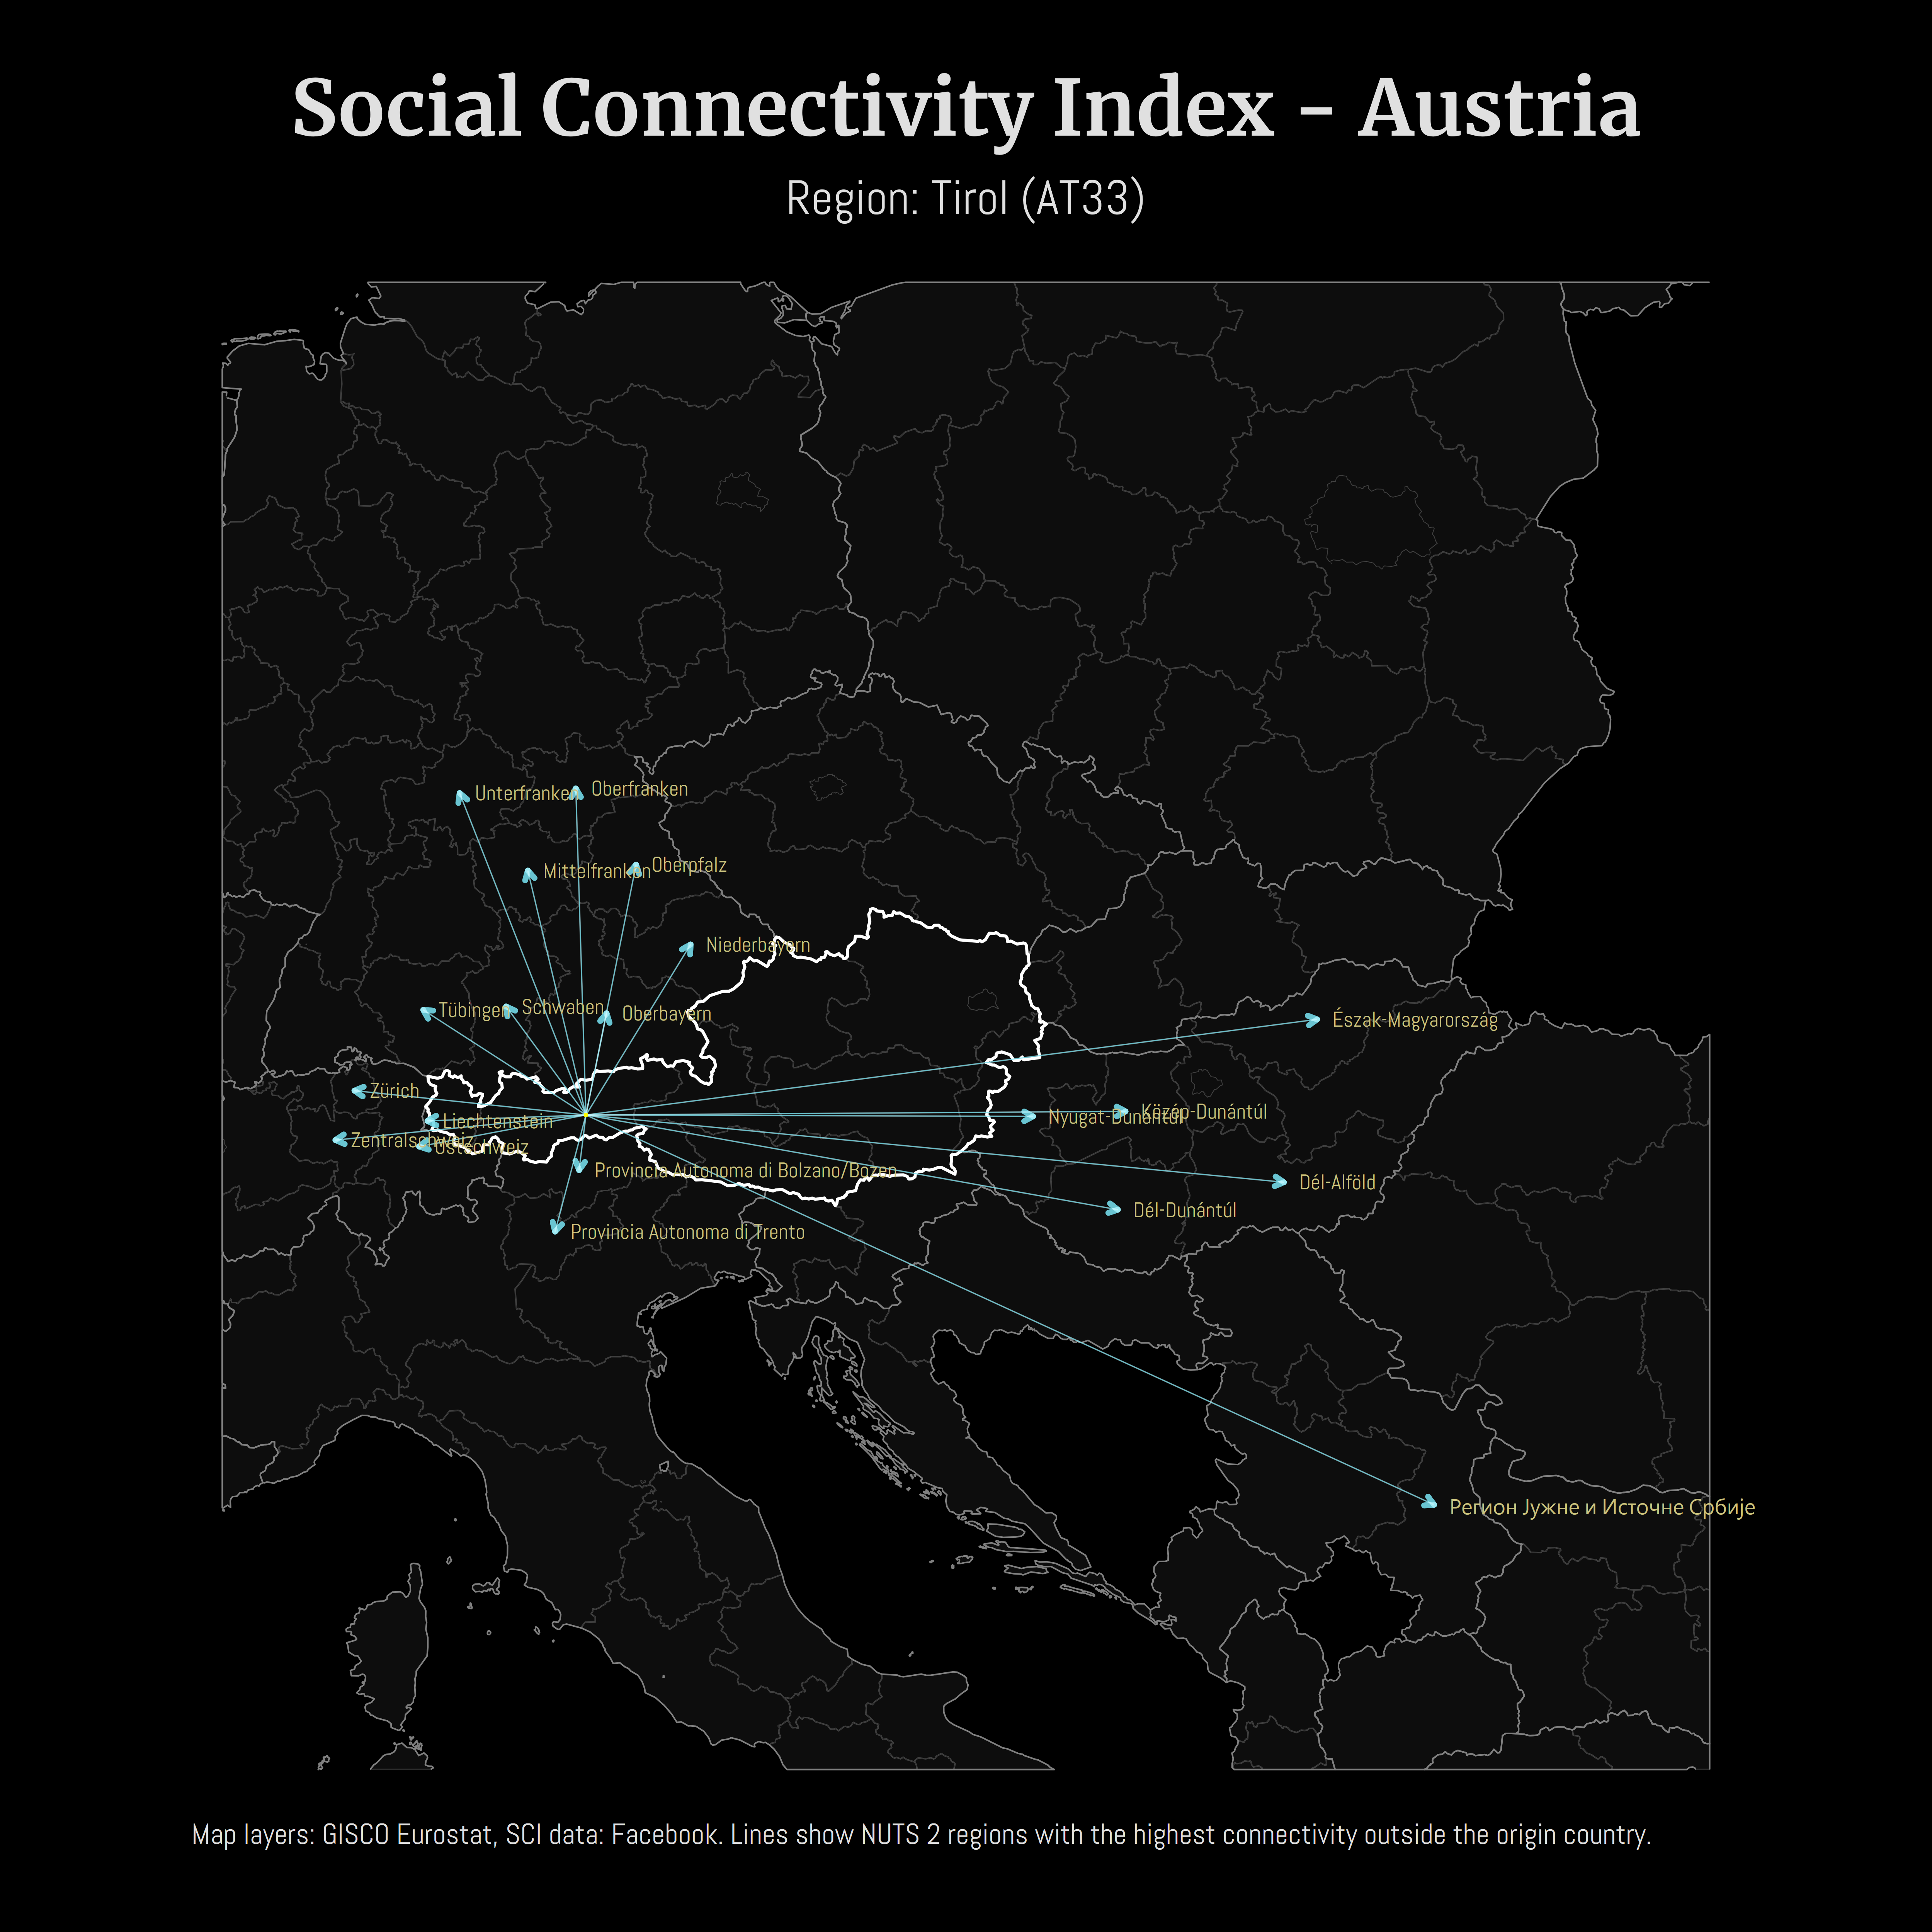 Social Connectivity Index - Austria
Region: Tirol (AT33)
Unterfranken
Oberfranken
Mittelfranken
Oberpfalz
Niederbayern
Tübingen
Schwaben
Oberbayern
Észak-Magyarország
Zürich
Liechtenstein
Közép-Dunántúl
Nyugat-Dunántúl
Zentralschweiz
Ostschweiz
Provincia Autonoma di Bolzano/Bozen
Dél-Alföld
Dél-Dunántúl
Provincia Autonoma di Trento
Регион Јужне и Источне Србије
Map layers: GISCO Eurostat, SCI data: Facebook. Lines show NUTS 2 regions with the highest connectivity outside the origin country.